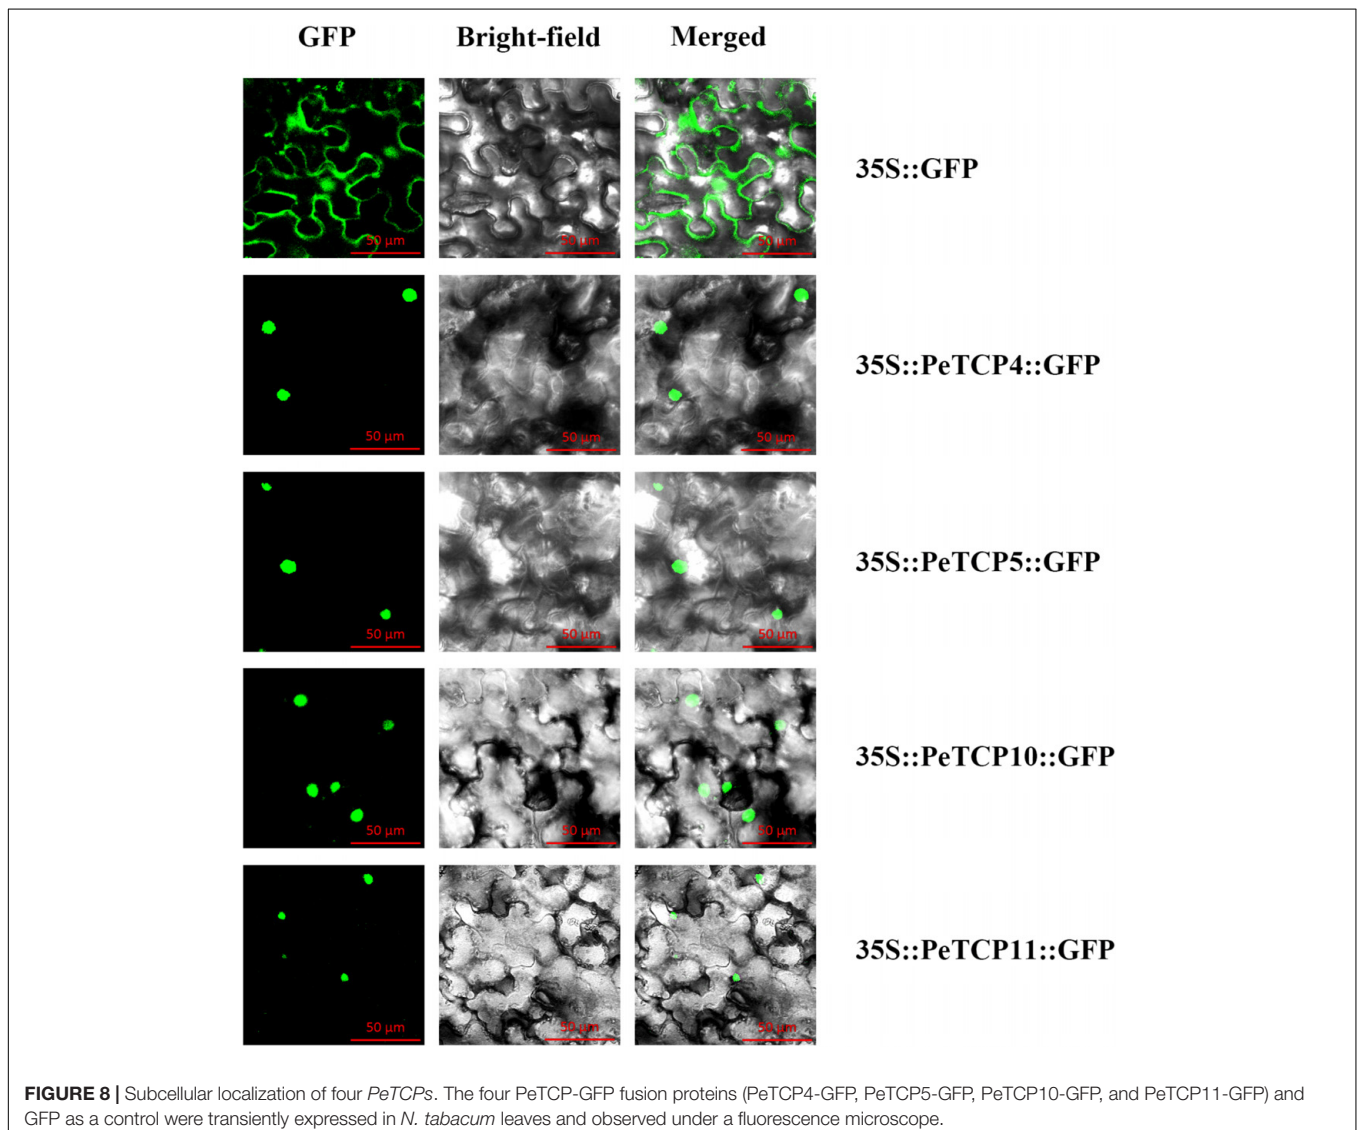 GFP Bright-field Merged
50 μm 50 μm 50 μm
35S::GFP
50 μm 50 μm 50 μm
35S::PeTCP4::GFP
50 μm 50 μm 50 μm
35S::PeTCP5::GFP
50 μm 50 μm 50 μm
35S::PeTCP10::GFP
50 μm 50 μm 50 μm
35S::PeTCP11::GFP
FIGURE 8 | Subcellular localization of four PeTCPs. The four PeTCP-GFP fusion proteins (PeTCP4-GFP, PeTCP5-GFP, PeTCP10-GFP, and PeTCP11-GFP) and
GFP as a control were transiently expressed in N. tabacum leaves and observed under a fluorescence microscope.